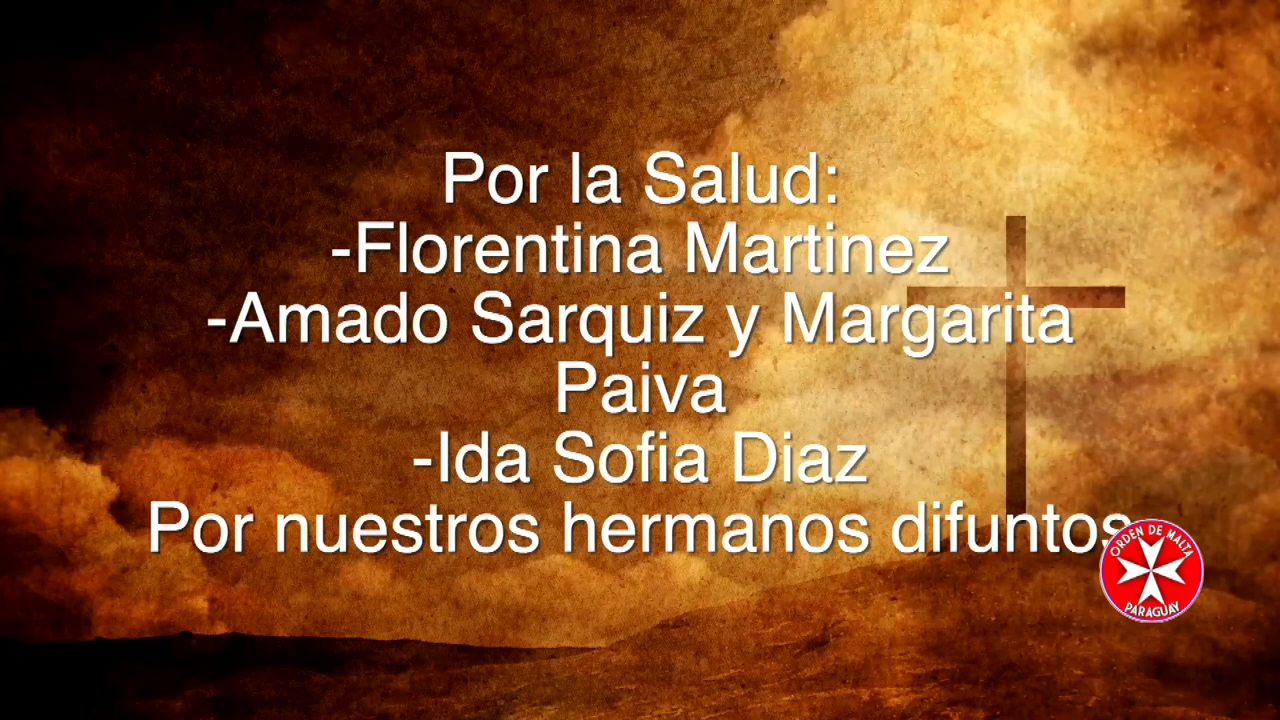 Por la Salud:
-Florentina Martinez
-Amado Sarquiz y Margarita
Paiva
-Ida Sofia Diaz
Por nuestros hermanos difuntos
ORDEN DE MALTA
PARAGUAY